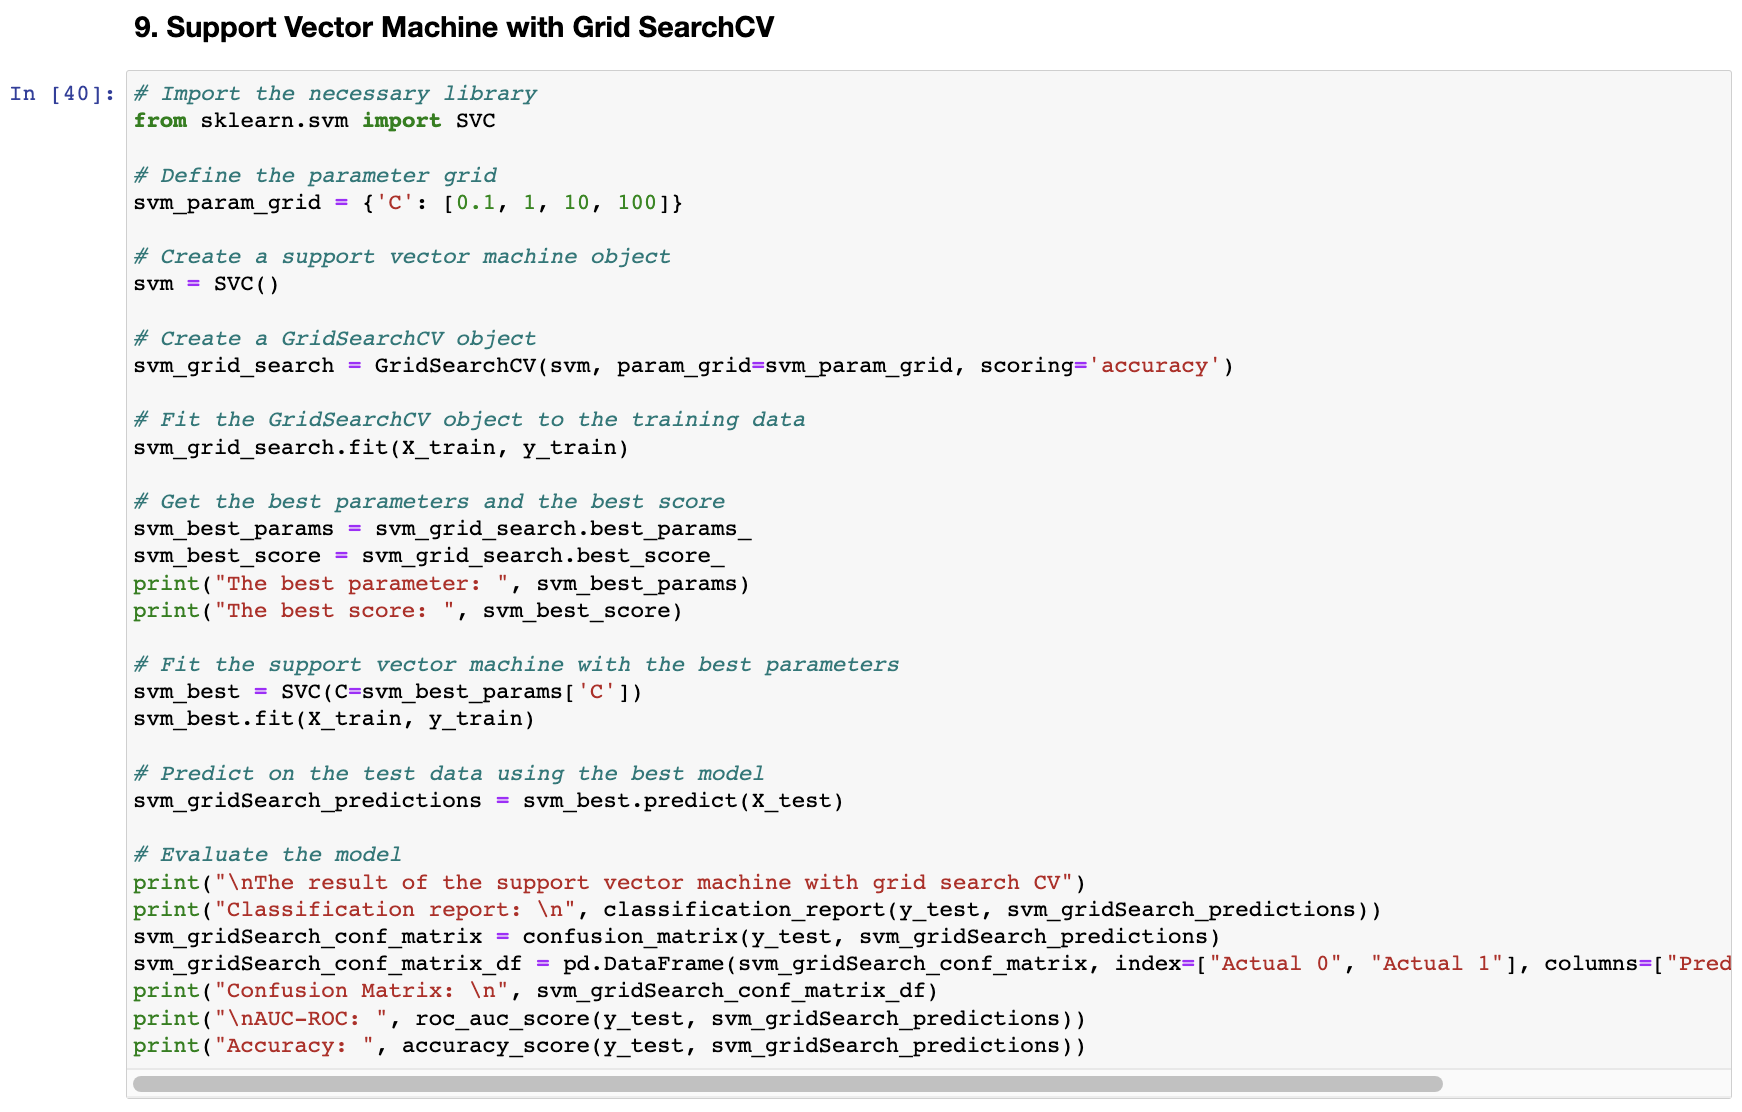 9. Support Vector Machine with Grid SearchCV
In [40]:
# Import the necessary library
from sklearn.svm import SVC
# Define the parameter grid
svm_param_grid = {'C': [0.1, 1, 10, 100]}
# Create a support vector machine object
svm = SVC()
# Create a GridSearchCV object
svm_grid_search = GridSearchCV(svm, param_grid=svm_param_grid, scoring='accuracy')
# Fit the GridSearchCV object to the training data
svm_grid_search.fit(X_train, y_train)
# Get the best parameters and the best score
svm_best_params = svm_grid_search.best_params_
svm_best_score = svm_grid_search.best_score_
print("The best parameter: ", svm_best_params)
print("The best score: ", svm_best_score)
# Fit the support vector machine with the best parameters
svm_best = SVC(C=svm_best_params['C'])
svm_best.fit(X_train, y_train)
# Predict on the test data using the best model
svm_gridSearch_predictions = svm_best.predict(X_test)
# Evaluate the model
print("\nThe result of the support vector machine with grid search CV")
print("Classification report: \n", classification_report(y_test, svm_gridSearch_predictions))
svm_gridSearch_conf_matrix = confusion_matrix(y_test, svm_gridSearch_predictions)
svm_gridSearch_conf_matrix_df = pd.DataFrame(svm_gridSearch_conf_matrix, index=["Actual 0", "Actual 1"], columns=["Pred
print("Confusion Matrix: \n", svm_gridSearch_conf_matrix_df)
print("\nAUC-ROC: ", roc_auc_score(y_test, svm_gridSearch_predictions))
print("Accuracy: ", accuracy_score(y_test, svm_gridSearch_predictions))